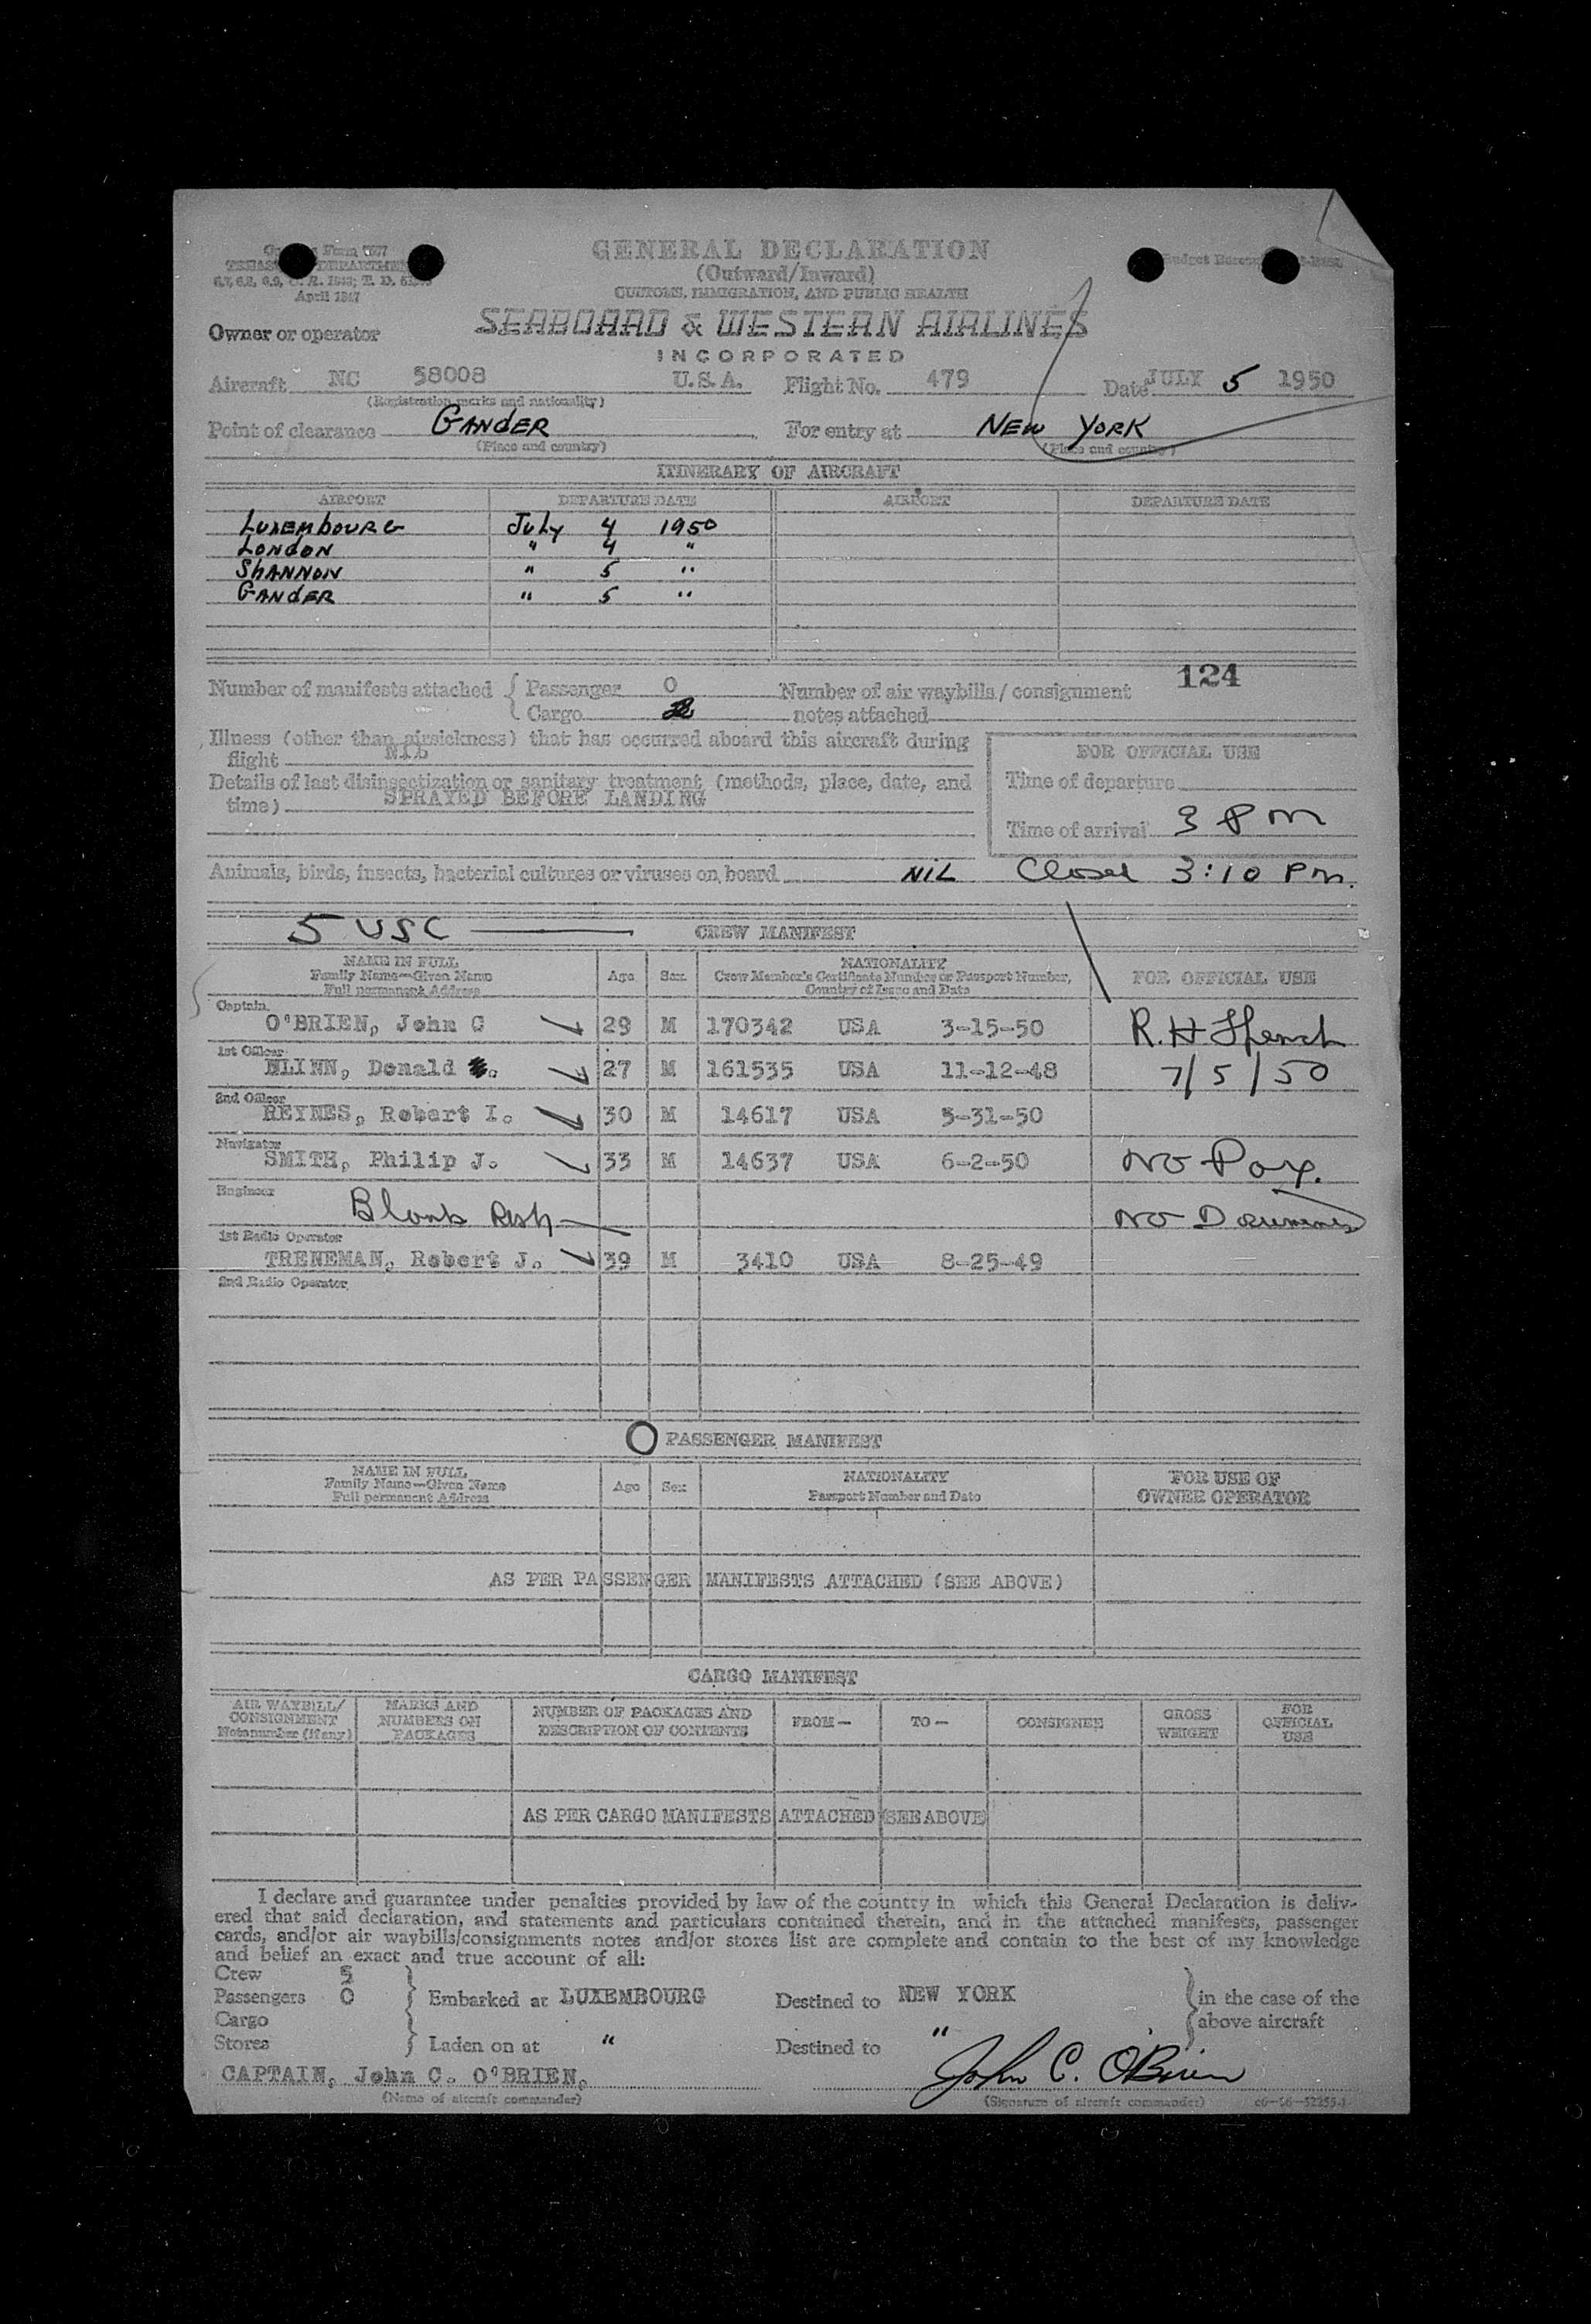 GENERAL DECLARATION
(Outward/Inward)
CUSTOMS, IMMIGRATION, AND PUBLIC HEALTH
April 1947
Owner or operator SEABOARD & WESTERN AIRLINES
INCORPORATED
Aircraft NC 58008 U.S.A. Flight No. 479 Date JULY 5 1950
(Registration marks and nationality)
Point of clearance GANDER For entry at NEW YORK
(Place and country) (Place and country)
ITINERARY OF AIRCRAFT
AIRPORT DEPARTURE DATE AIRPORT DEPARTURE DATE
LUXEMBOURG July 4 1950
LONDON " 4 "
SHANNON " 5 "
GANDER " 5 "
124
Number of manifests attached { Passenger 0 Number of air waybills/consignment
Cargo notes attached
Illness (other than airsickness) that has occurred aboard this aircraft during
flight NIL
Details of last disinsectization or sanitary treatment (methods, place, date, and
time) SPRAYED BEFORE LANDING
FOR OFFICIAL USE
Time of departure
Time of arrival 3 PM
Animals, birds, insects, bacterial cultures or viruses on board NIL Closed 3:10 Pm.
5 USC CREW MANIFEST
NAME IN FULL
Family Name—Given Name
Full permanent Address
Age Sex
NATIONALITY
Crew Member's Certificate Number or Passport Number,
Country of Issue and Date
FOR OFFICIAL USE
Captain
O'BRIEN, John C 29 M 170342 USA 3-15-50 R. H
1st Officer
Donald 27 M 161535 USA 11-12-48 7/5/50
2nd Officer
REYNES, Robert I. 30 M 14617 USA 5-31-50
Navigator
SMITH, Philip J. 33 M 14637 USA 6-2-50 NO Pax.
Engineer
NO
1st Radio Operator
TRENEMAN, Robert J. 39 M 3410 USA 8-25-49
2nd Radio Operator
O PASSENGER MANIFEST
NAME IN FULL
Family Name—Given Name
Full permanent Address
Age Sex
NATIONALITY
Passport Number and Date
FOR USE OF
OWNER OPERATOR
AS PER PASSENGER MANIFESTS ATTACHED (SEE ABOVE)
CARGO MANIFEST
AIR WAYBILL/
CONSIGNMENT
Note number (if any)
MARKS AND
NUMBERS ON
PACKAGES
NUMBER OF PACKAGES AND
DESCRIPTION OF CONTENTS
FROM— TO— CONSIGNEE
GROSS
WEIGHT
FOR
OFFICIAL
USE
AS PER CARGO MANIFESTS ATTACHED (SEE ABOVE
I declare and guarantee under penalties provided by law of the country in which this General Declaration is deliv-
ered that said declaration, and statements and particulars contained therein, and in the attached manifests, passenger
cards, and/or air waybills/consignments notes and/or stores list are complete and contain to the best of my knowledge
and belief an exact and true account of all:
Crew 5
Passengers 0 Embarked at LUXEMBOURG Destined to NEW YORK in the case of the
Cargo above aircraft
Stores Laden on at " Destined to "
CAPTAIN, John C. O'BRIEN, John C. O'Brien
(Name of aircraft commander) (Signature of aircraft commander)